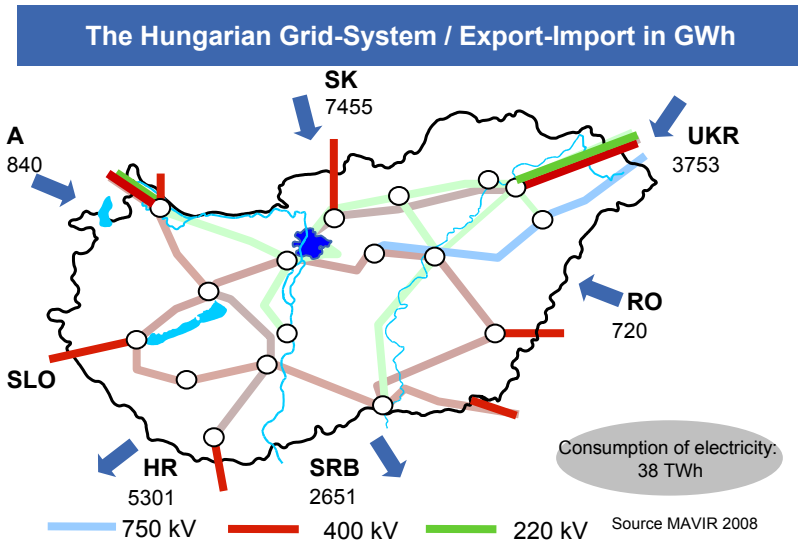 The Hungarian Grid-System / Export-Import in GWh
SK
7455
A
840
UKR
3753
RO
720
SLO
HR
5301
SRB
2651
Consumption of electricity:
38 TWh
750 kV
400 kV
220 kV
Source MAVIR 2008